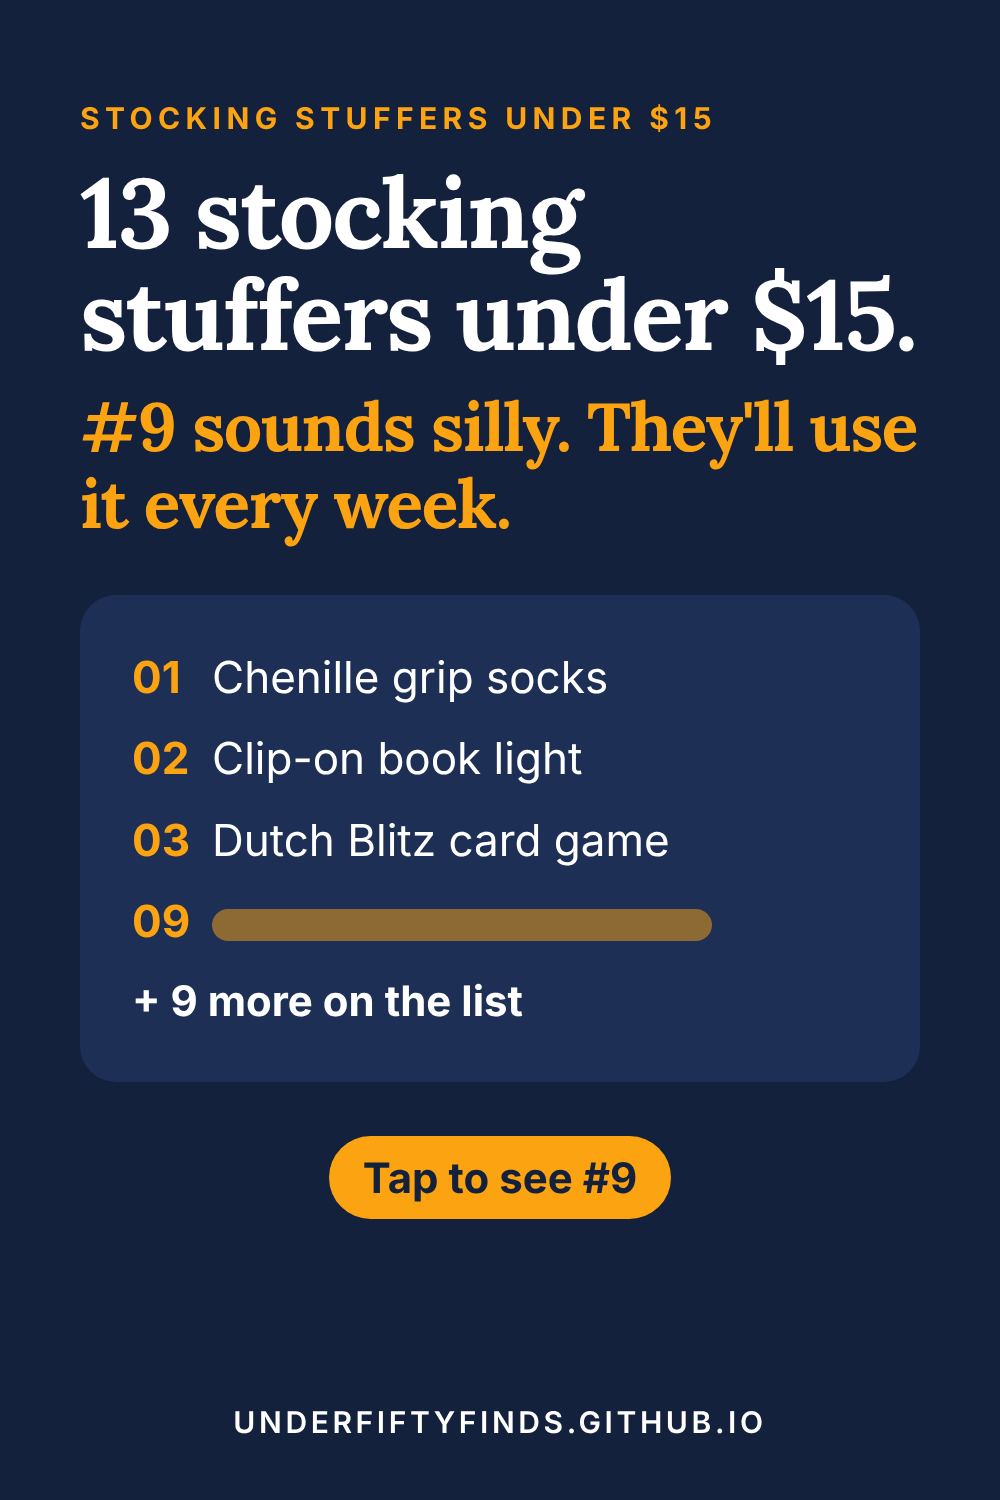 STOCKING STUFFERS UNDER $15
13 stocking
stuffers under $15.
#9 sounds silly. They'll use
it every week.
01 Chenille grip socks
02 Clip-on book light
03 Dutch Blitz card game
09
+ 9 more on the list
Tap to see #9
UNDERFIFTYFINDS.GITHUB.IO